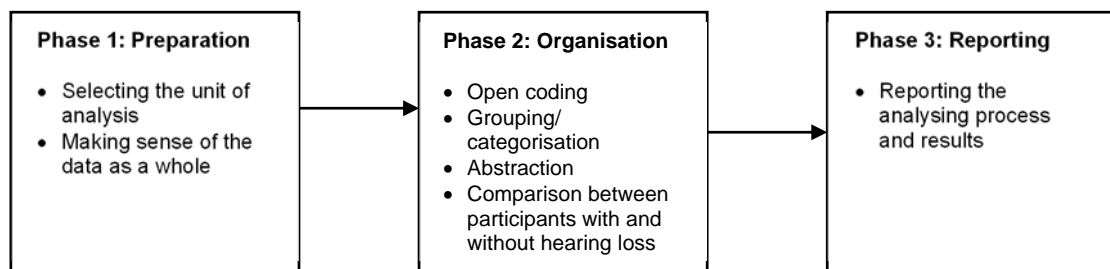 Phase 1: Preparation
• Selecting the unit of
analysis
• Making sense of the
data as a whole
Phase 2: Organisation
• Open coding
• Grouping/
categorisation
• Abstraction
• Comparison between
participants with and
without hearing loss
Phase 3: Reporting
• Reporting the
analysing process
and results